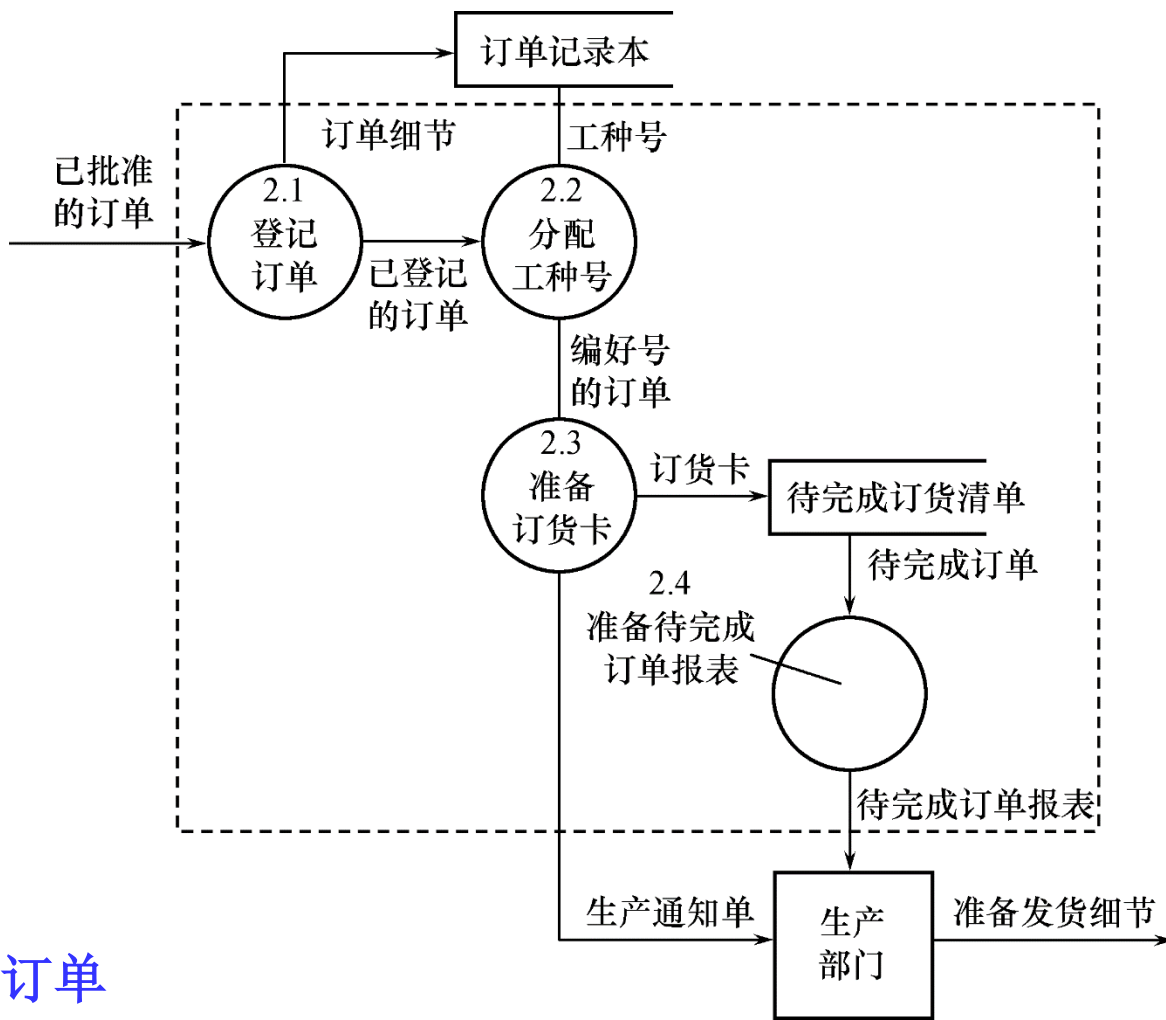 订单记录本
订单细节
工种号
已批准
的订单
2.1
登记
订单
已登记
的订单
2.2
分配
工种号
编好号
的订单
2.3
准备
订货卡
订货卡
待完成订货清单
待完成订单
2.4
准备待完成
订单报表
待完成订单报表
生产通知单
生产
部门
准备发货细节
订单